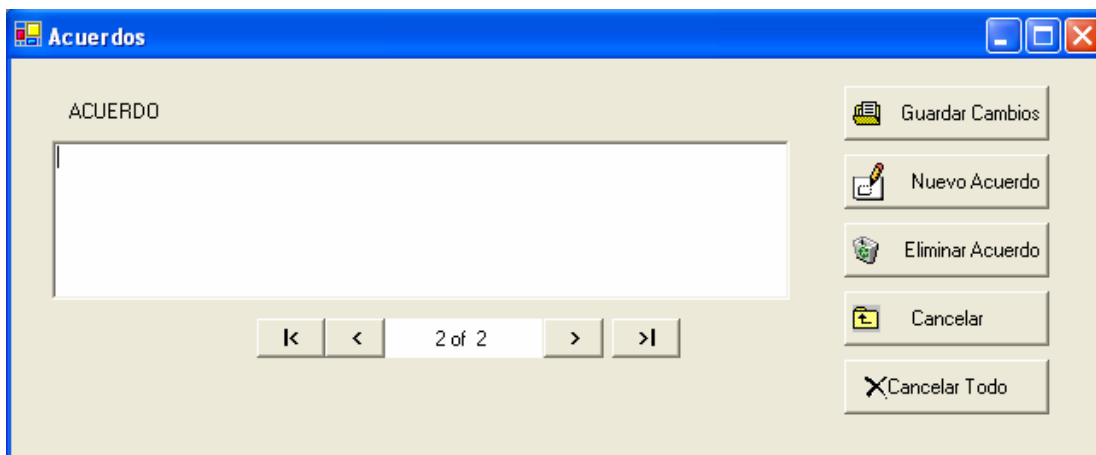 Acuerdos
ACUERDO
Guardar Cambios
Nuevo Acuerdo
Eliminar Acuerdo
Cancelar
2 of 2
Cancelar Todo